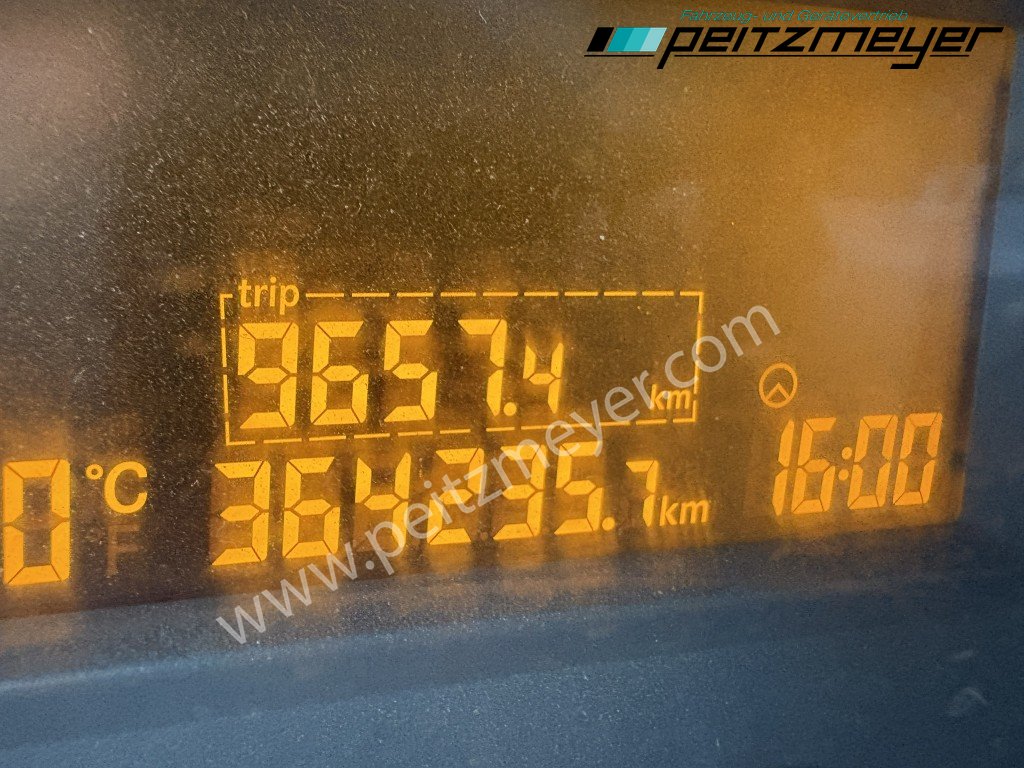 Fahrzeug- und Gerätevertrieb
peitzmeyer
trip
9657.4 km
0 °C
°F
364295.7 km
16:00
www.peitzmeyer.com